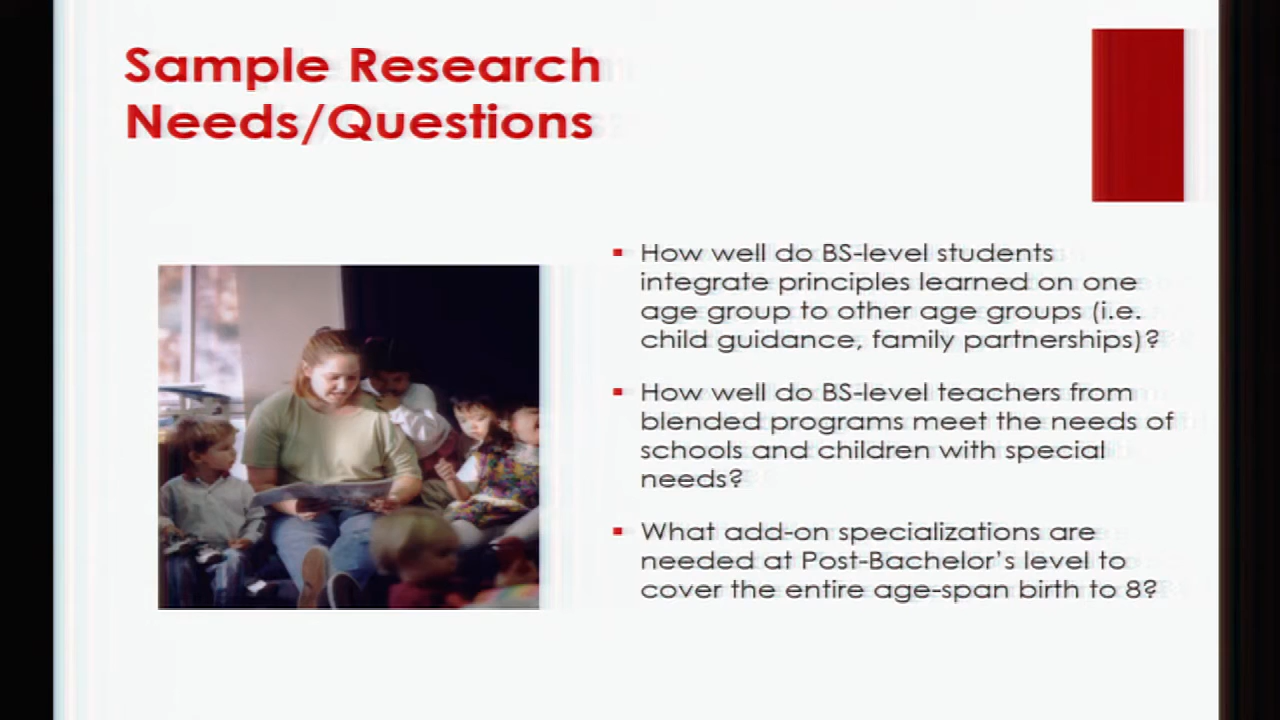 Sample Research
Needs/Questions
How well do BS-level students
integrate principles learned on one
age group to other age groups (i.e.
child guidance, family partnerships)?
How well do BS-level teachers from
blended programs meet the needs of
schools and children with special
needs?
What add-on specializations are
needed at Post-Bachelor’s level to
cover the entire age-span birth to 8?